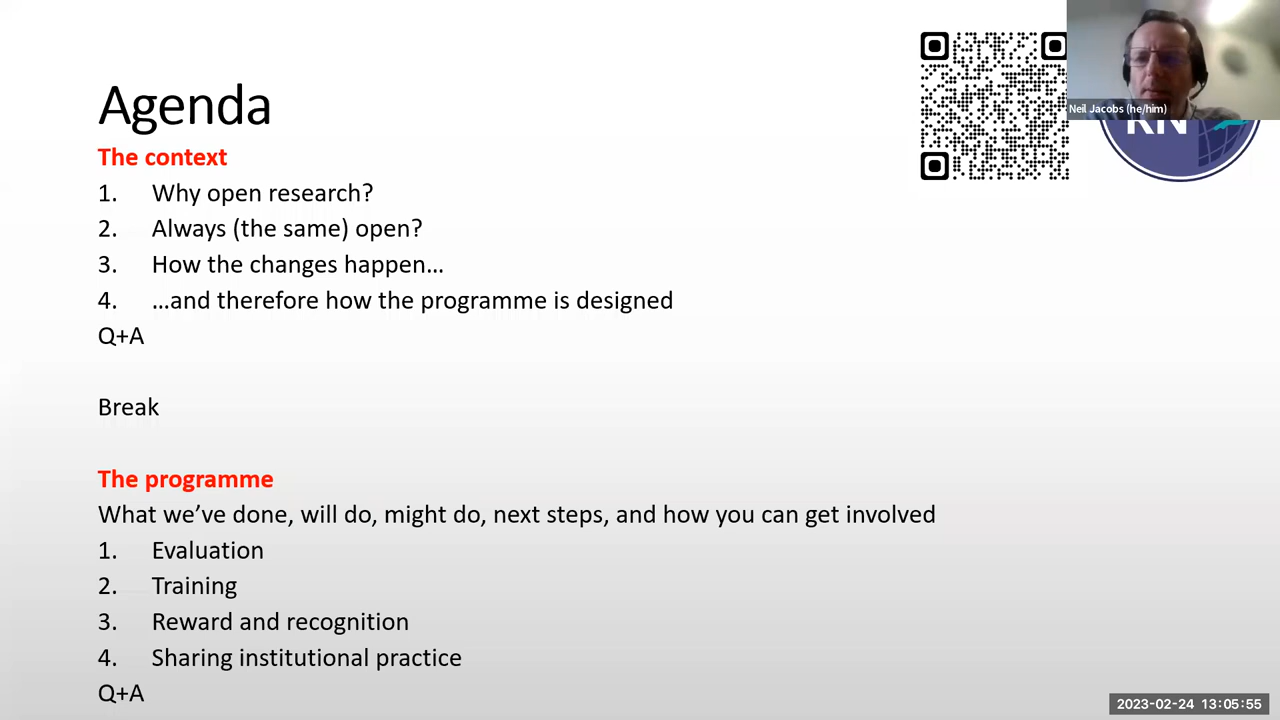 Agenda
The context
1. Why open research?
2. Always (the same) open?
3. How the changes happen…
4. …and therefore how the programme is designed
Q+A
Break
The programme
What we’ve done, will do, might do, next steps, and how you can get involved
1. Evaluation
2. Training
3. Reward and recognition
4. Sharing institutional practice
Q+A
Neil Jacobs (he/him)
RN
2023-02-24 13:05:55